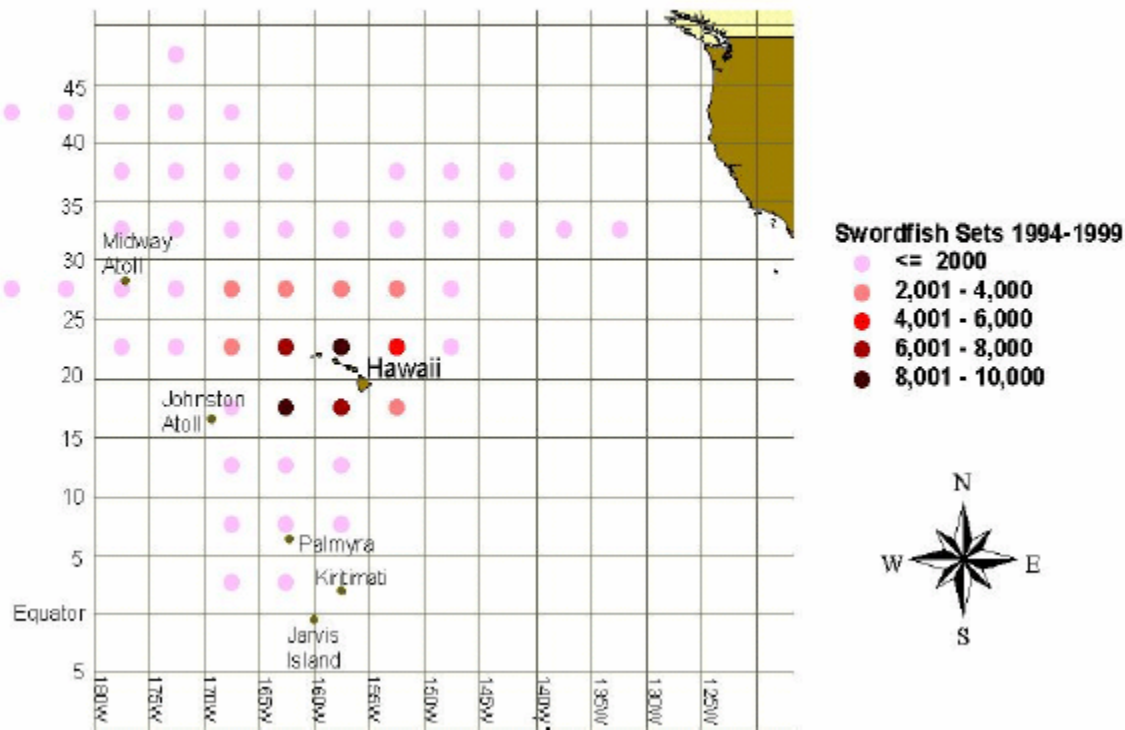 45
40
35
Midway
Atoll
30
25
20
Hawaii
Johnston
Atoll
15
10
5
Palmyra
Kiritimati
Equator
Jarvis
Island
5
180W 175W 170W 165W 160W 155W 150W 145W 140W 135W 130W 125W
Swordfish Sets 1994-1999
<= 2000
2,001 - 4,000
4,001 - 6,000
6,001 - 8,000
8,001 - 10,000
N
W E
S